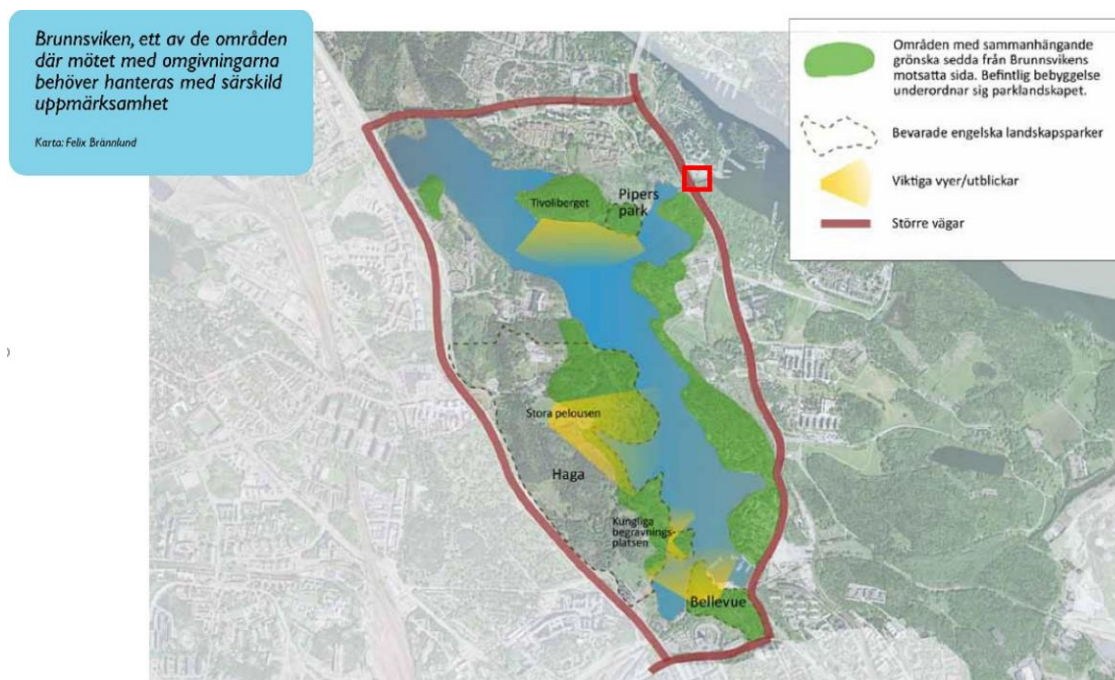 Brunnsviken, ett av de områden
där mötet med omgivningarna
behöver hanteras med särskild
uppmärksamhet
Karta: Felix Brännlund
Områden med sammanhängande
grönska sedda från Brunnsvikens
motsatta sida. Befintlig bebyggelse
underordnar sig parklandskapet.
Bevarade engelska landskapsparker
Viktiga vyer/utblickar
Större vägar
Tivoliberget
Pipers
park
Stora pelousen
Haga
Kungliga
begravnings-
platsen
Bellevue